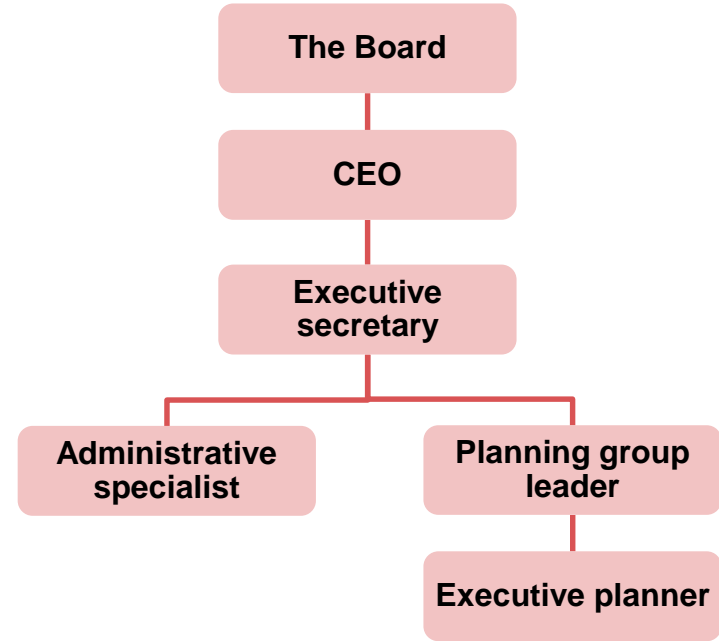 The Board
CEO
Executive
secretary
Administrative
specialist
Planning group
leader
Executive planner